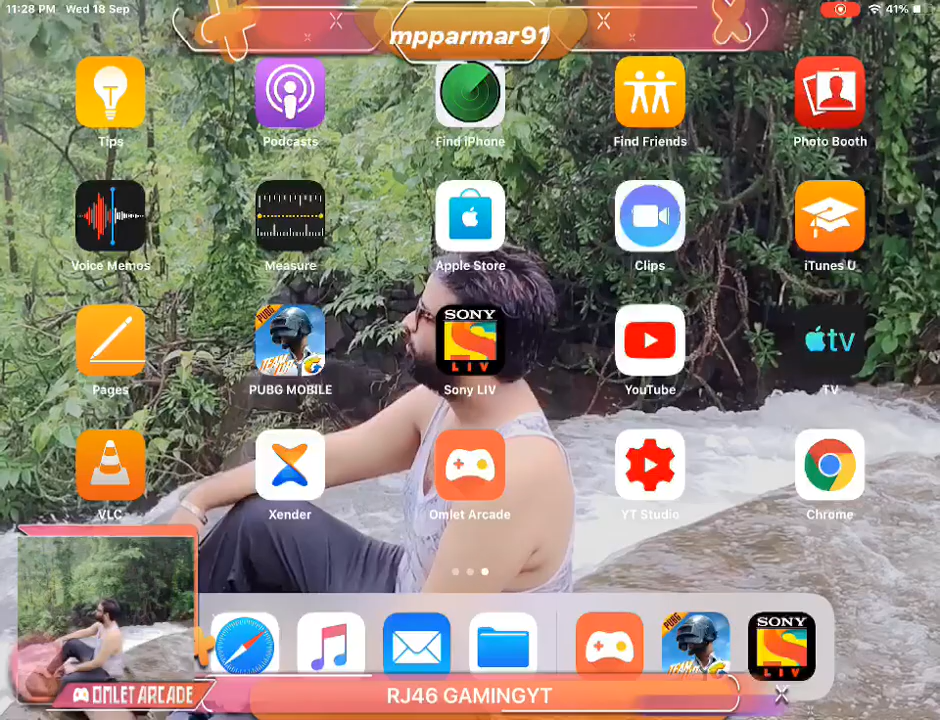 11:28 PM Wed 18 Sep
41%
mpparmar91
Tips
Podcasts
Find iPhone
Find Friends
Photo Booth
Voice Memos
Measure
Apple Store
Clips
iTunes U
PUBG
SONY
LIV
tv
Pages
PUBG MOBILE
Sony LIV
YouTube
TV
VLC
Xender
Omlet Arcade
YT Studio
Chrome
PUBG
SONY
LIV
OMLET ARCADE
RJ46 GAMINGYT